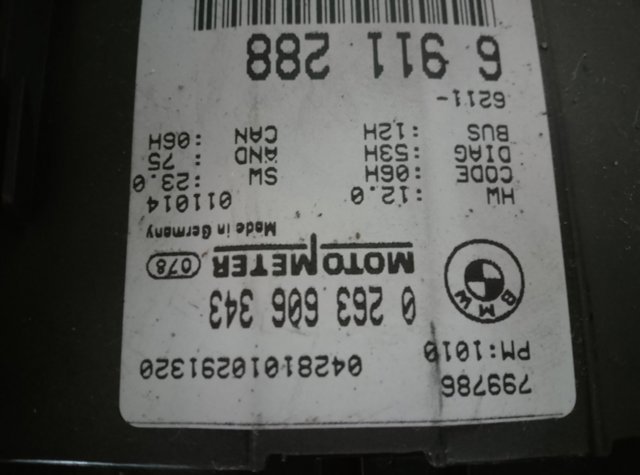 799786 04281010291320
PM:1010
BMW 0 263 606 343
MOTOMETER 078
Made in Germany
HW :12.0 011014
CODE :06H SW :23.0
DIAG :53H AND : 75
BUS :12H CAN :06H
6211-
6 911 288